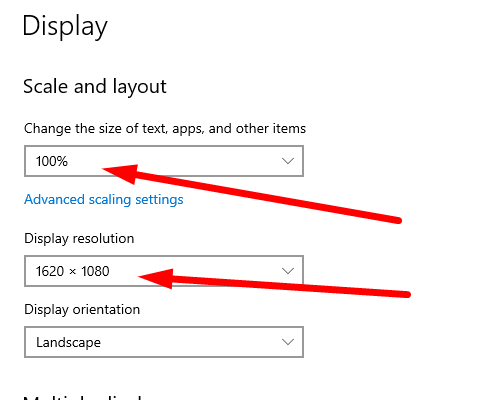 Display
Scale and layout
Change the size of text, apps, and other items
100%
Advanced scaling settings
Display resolution
1620 × 1080
Display orientation
Landscape